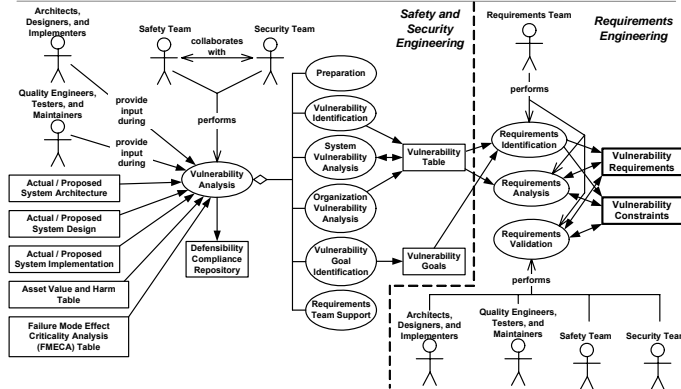 Architects,
Designers, and
Implementers
Safety Team
Security Team
collaborates
with
Safety and
Security
Engineering
Requirements Team
Requirements
Engineering
Quality Engineers,
Testers, and
Maintainers
provide
input
during
provide
input
during
performs
performs
Preparation
Vulnerability
Identification
System
Vulnerability
Analysis
Organization
Vulnerability
Analysis
Vulnerability
Goal
Identification
Requirements
Team Support
Vulnerability
Analysis
Defensibility
Compliance
Repository
Actual / Proposed
System Architecture
Actual / Proposed
System Design
Actual / Proposed
System Implementation
Asset Value and Harm
Table
Failure Mode Effect
Criticality Analysis
(FMECA) Table
Vulnerability
Table
Vulnerability
Goals
Requirements
Identification
Requirements
Analysis
Requirements
Validation
Vulnerability
Requirements
Vulnerability
Constraints
performs
Architects,
Designers, and
Implementers
Quality Engineers,
Testers, and
Maintainers
Safety Team
Security Team